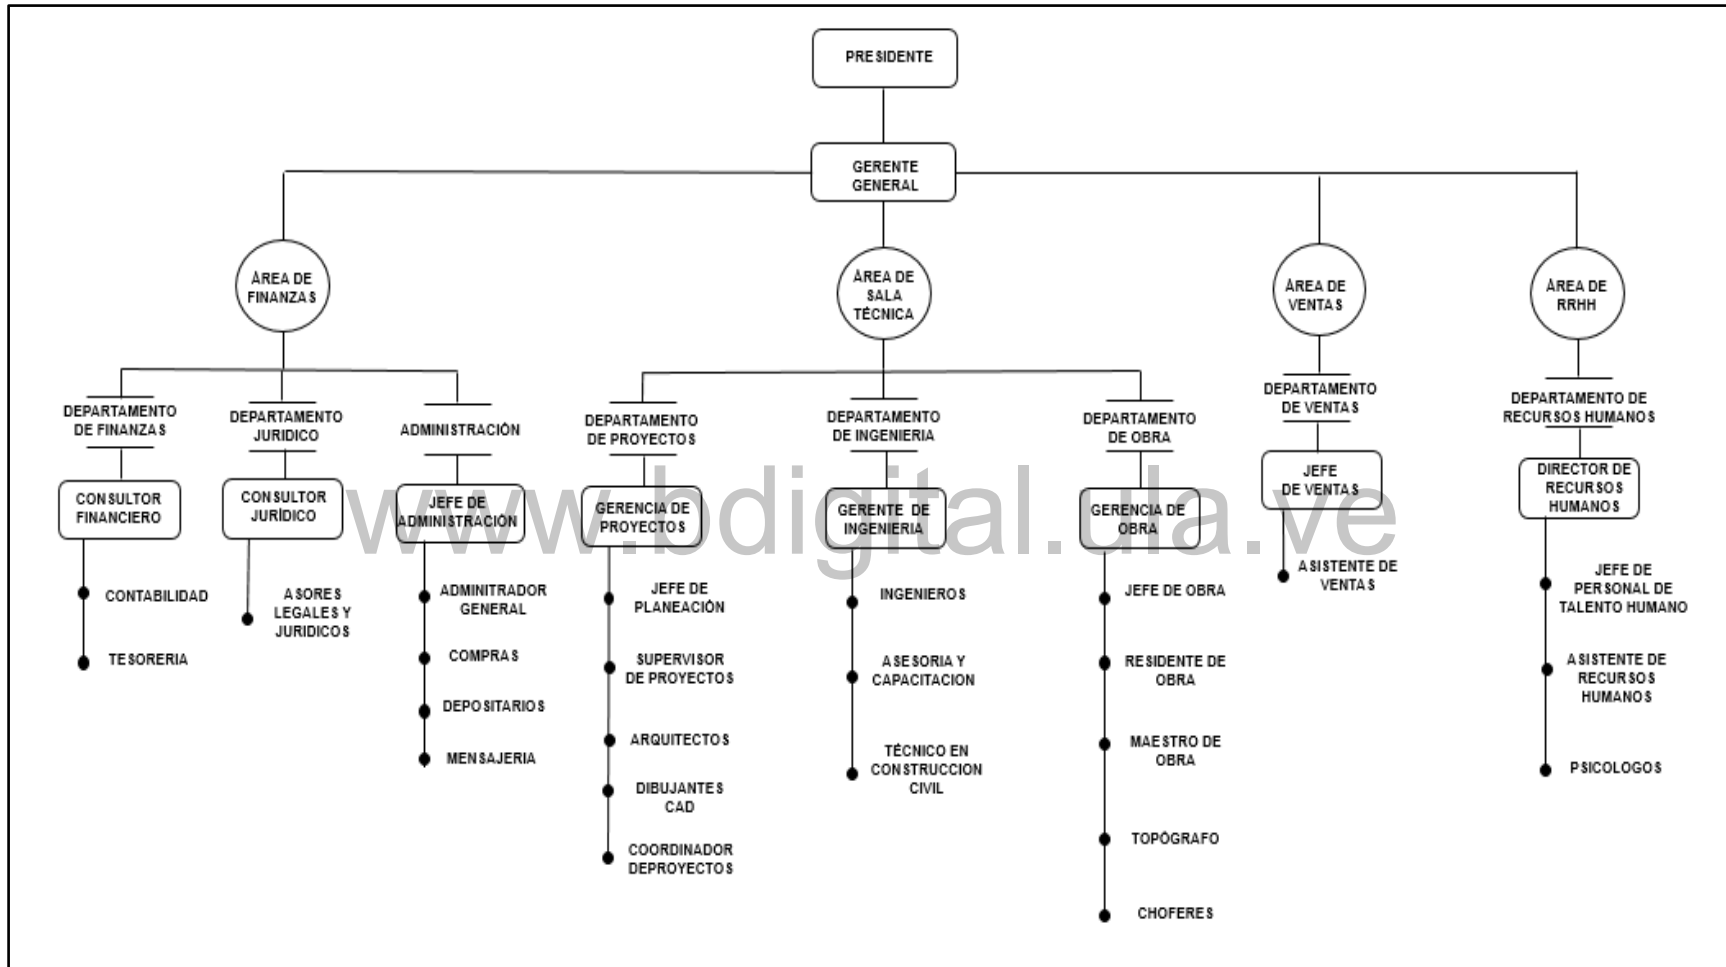 PRESIDENTE
GERENTE
GENERAL
ÁREA DE
FINANZAS
ÁREA DE
SALA
TÉCNICA
ÁREA DE
VENTAS
ÁREA DE
RRHH
DEPARTAMENTO
DE FINANZAS
DEPARTAMENTO
JURIDICO
ADMINISTRACIÓN
DEPARTAMENTO
DE PROYECTOS
DEPARTAMENTO
DE INGENIERIA
DEPARTAMENTO
DE OBRA
DEPARTAMENTO
DE VENTAS
DEPARTAMENTO DE
RECURSOS HUMANOS
CONSULTOR
FINANCIERO
CONSULTOR
JURÍDICO
JEFE DE
ADMINISTRACIÓN
GERENCIA DE
PROYECTOS
GERENTE DE
INGENIERIA
GERENCIA DE
OBRA
JEFE
DE VENTAS
DIRECTOR DE
RECURSOS
HUMANOS
www.bdigital.ula.ve
CONTABILIDAD
TESORERIA
ASORES
LEGALES Y
JURIDICOS
ADMINITRADOR
GENERAL
COMPRAS
DEPOSITARIOS
MENSAJERIA
JEFE DE
PLANEACIÓN
SUPERVISOR
DE PROYECTOS
ARQUITECTOS
DIBUJANTES
CAD
COORDINADOR
DEPROYECTOS
INGENIEROS
ASESORIA Y
CAPACITACION
TÉCNICO EN
CONSTRUCCION
CIVIL
JEFE DE OBRA
RESIDENTE DE
OBRA
MAESTRO DE
OBRA
TOPÓGRAFO
CHOFERES
ASISTENTE DE
VENTAS
JEFE DE
PERSONAL DE
TALENTO HUMANO
ASISTENTE DE
RECURSOS
HUMANOS
PSICOLOGOS